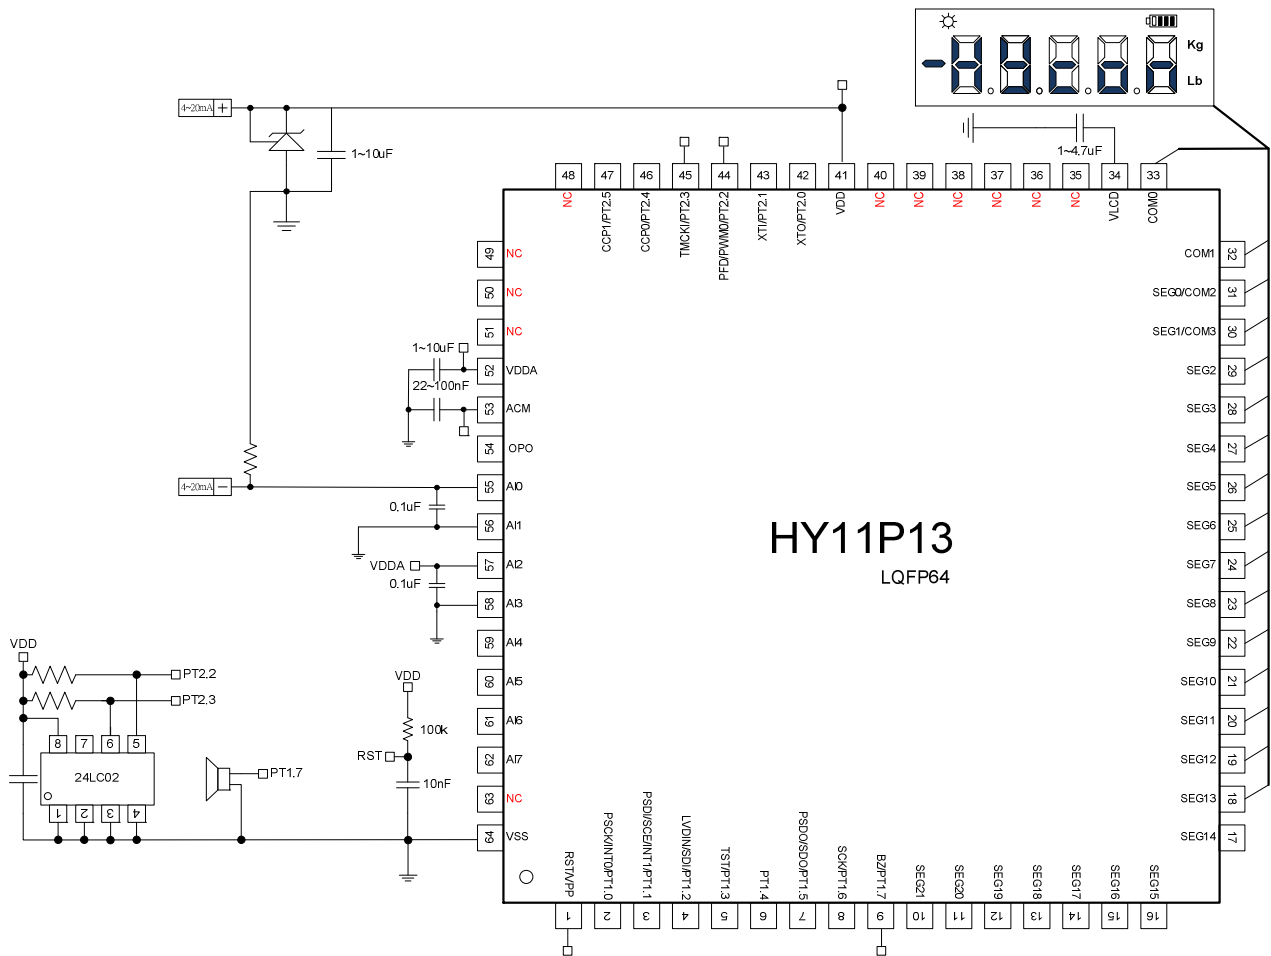 Kg
Lb
4~20mA +
1~10uF
1~4.7uF
48 47 46 45 44 43 42 41 40 39 38 37 36 35 34 33
NC
CCP1/PT2.5
CCP0/PT2.4
TMCKI/PT2.3
PFD/PWM0/PT2.2
XTI/PT2.1
XTO/PT2.0
VDD
NC
NC
NC
NC
NC
NC
VLCD
COM0
49 NC
50 NC
51 NC
52 VDDA
53 ACM
54 OPO
55 AI0
56 AI1
57 AI2
58 AI3
59 AI4
60 AI5
61 AI6
62 AI7
63 NC
64 VSS
1~10uF
22~100nF
4~20mA −
0.1uF
VDDA
0.1uF
HY11P13
LQFP64
COM1 32
SEG0/COM2 31
SEG1/COM3 30
SEG2 29
SEG3 28
SEG4 27
SEG5 26
SEG6 25
SEG7 24
SEG8 23
SEG9 22
SEG10 21
SEG11 20
SEG12 19
SEG13 18
SEG14 17
VDD
PT2.2
PT2.3
8 7 6 5
24LC02
1 2 3 4
PT1.7
VDD
100k
RST
10nF
RST/VPP
PSCK/INT0/PT1.0
PSDI/SCE/INT1/PT1.1
LVDIN/SDI/PT1.2
TST/PT1.3
PT1.4
PSDO/SDO/PT1.5
SCK/PT1.6
BZ/PT1.7
SEG21
SEG20
SEG19
SEG18
SEG17
SEG16
SEG15
1 2 3 4 5 6 7 8 9 10 11 12 13 14 15 16